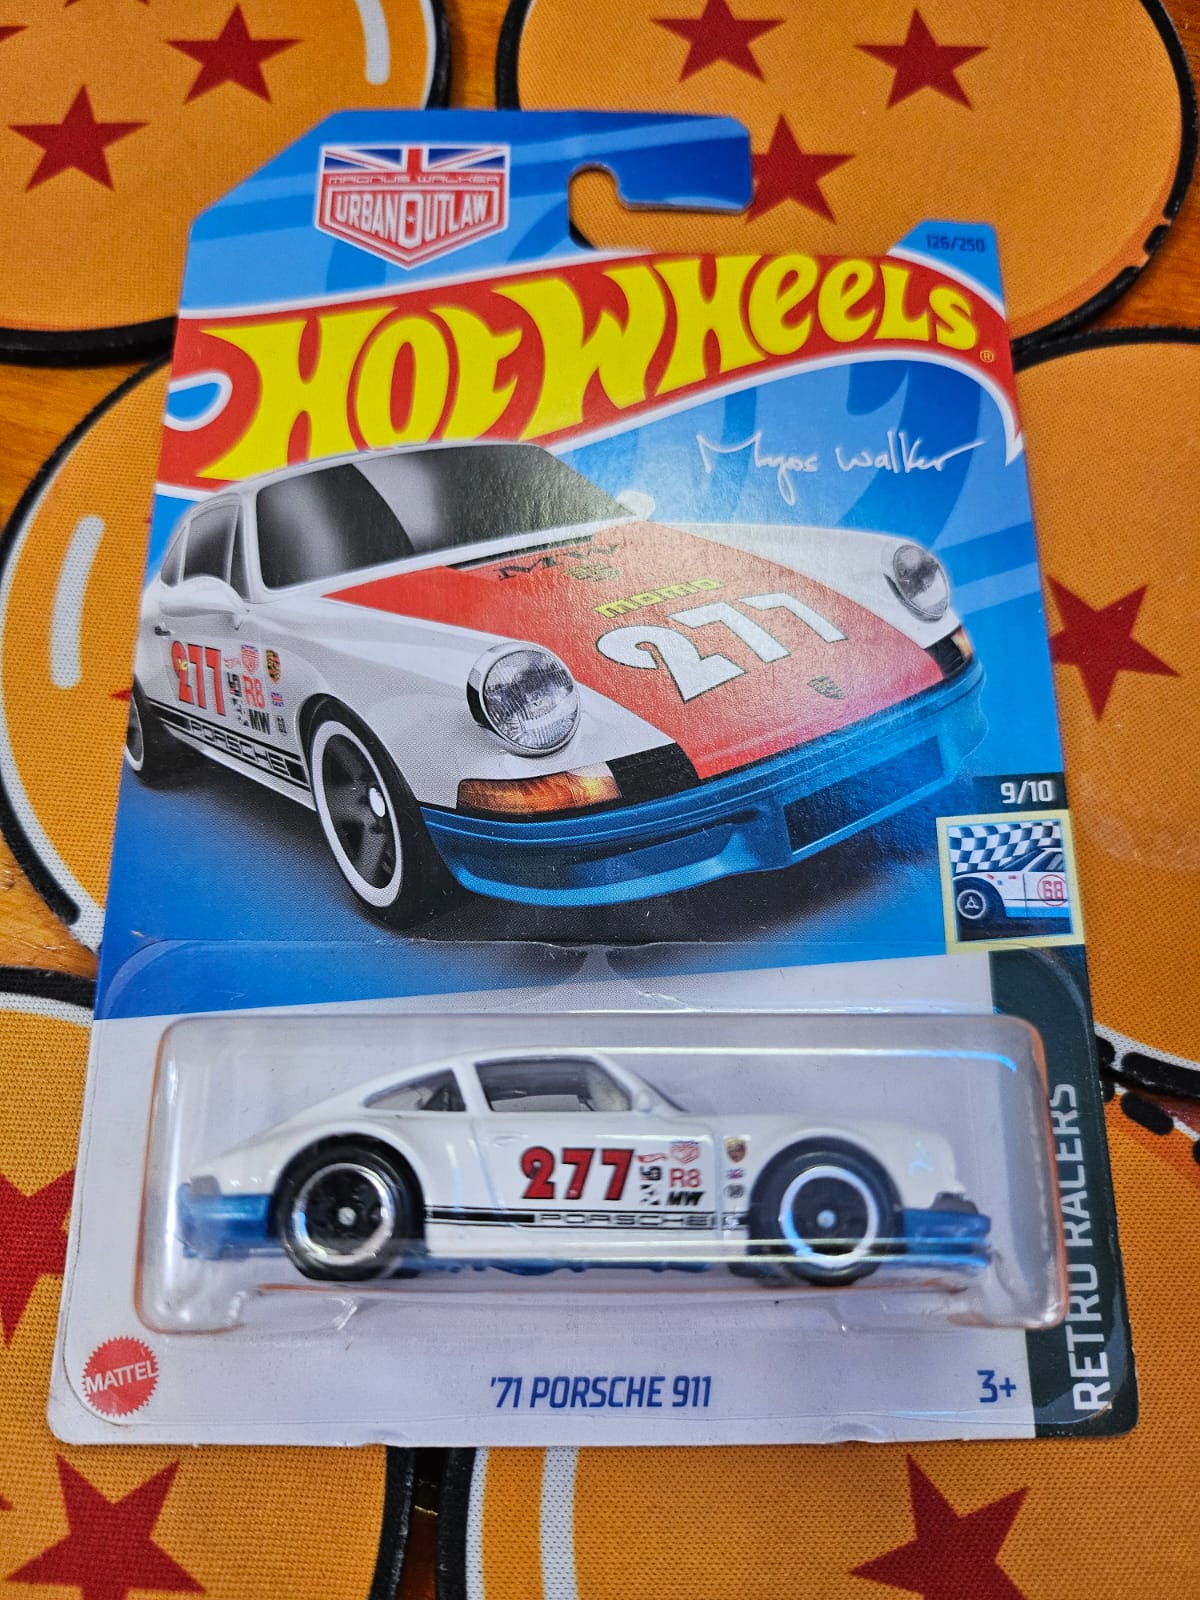 MAGNUS WALKER
URBAN OUTLAW
126/250
HOT WHEELS®
Magnus Walker
MW
MOMO
277
277
R8
MW
PORSCHE
9/10
68
277
R8
MW
PORSCHE
RETRO RACERS
MATTEL
'71 PORSCHE 911
3+